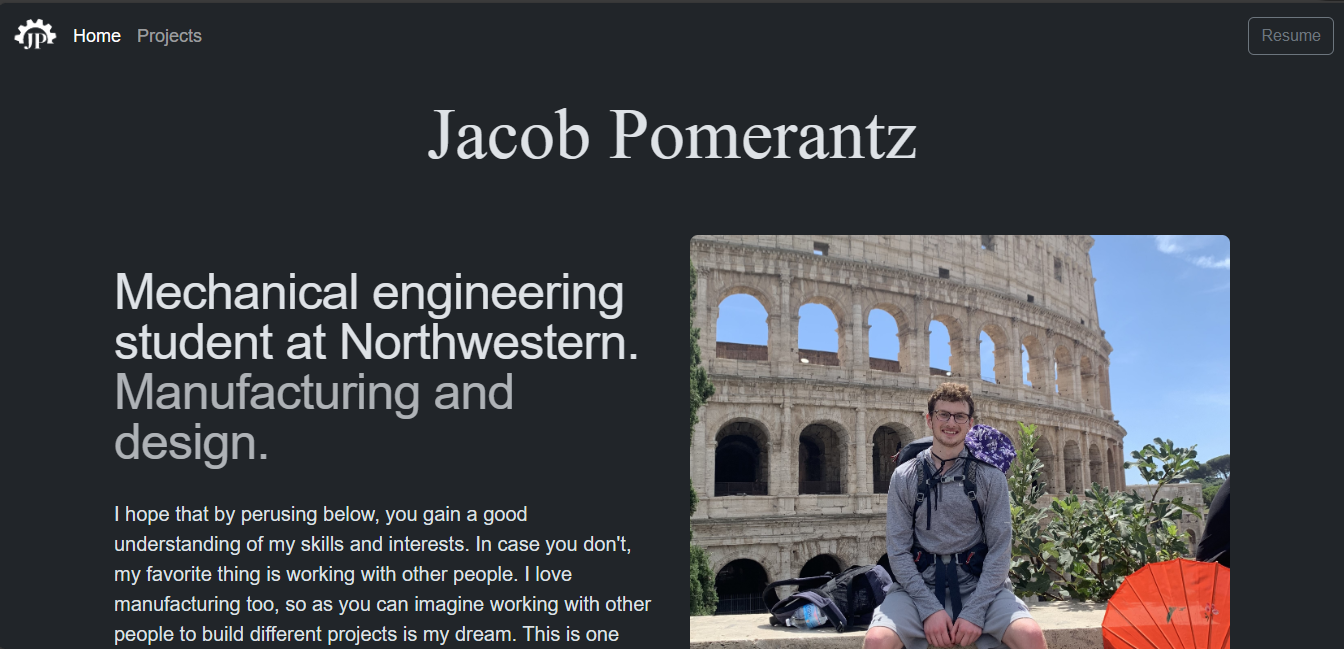 JP
Home
Projects
Resume
Jacob Pomerantz
Mechanical engineering
student at Northwestern.
Manufacturing and
design.
I hope that by perusing below, you gain a good
understanding of my skills and interests. In case you don't,
my favorite thing is working with other people. I love
manufacturing too, so as you can imagine working with other
people to build different projects is my dream. This is one